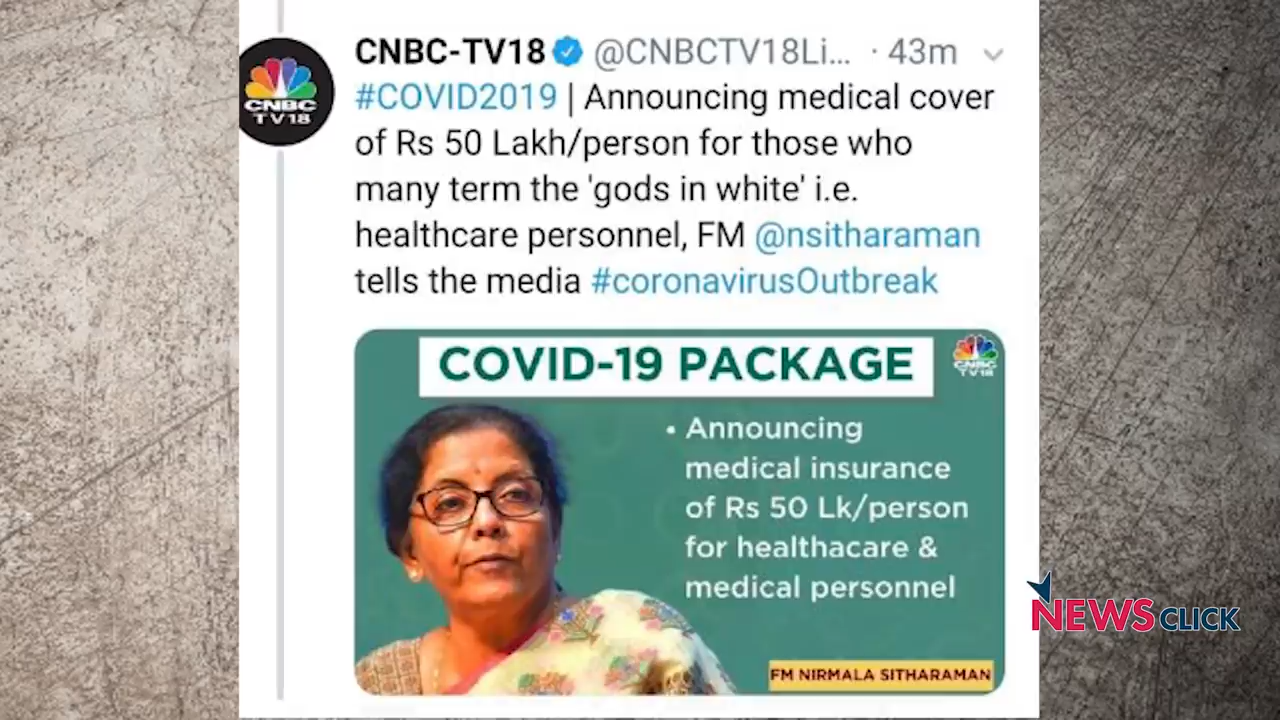 CNBC-TV18 @CNBCTV18Li... · 43m
CNBC
TV18
#COVID2019 | Announcing medical cover
of Rs 50 Lakh/person for those who
many term the 'gods in white' i.e.
healthcare personnel, FM @nsitharaman
tells the media #coronavirusOutbreak
COVID-19 PACKAGE
CNBC
TV18
• Announcing
medical insurance
of Rs 50 Lk/person
for healthacare &
medical personnel
FM NIRMALA SITHARAMAN
NEWSCLICK